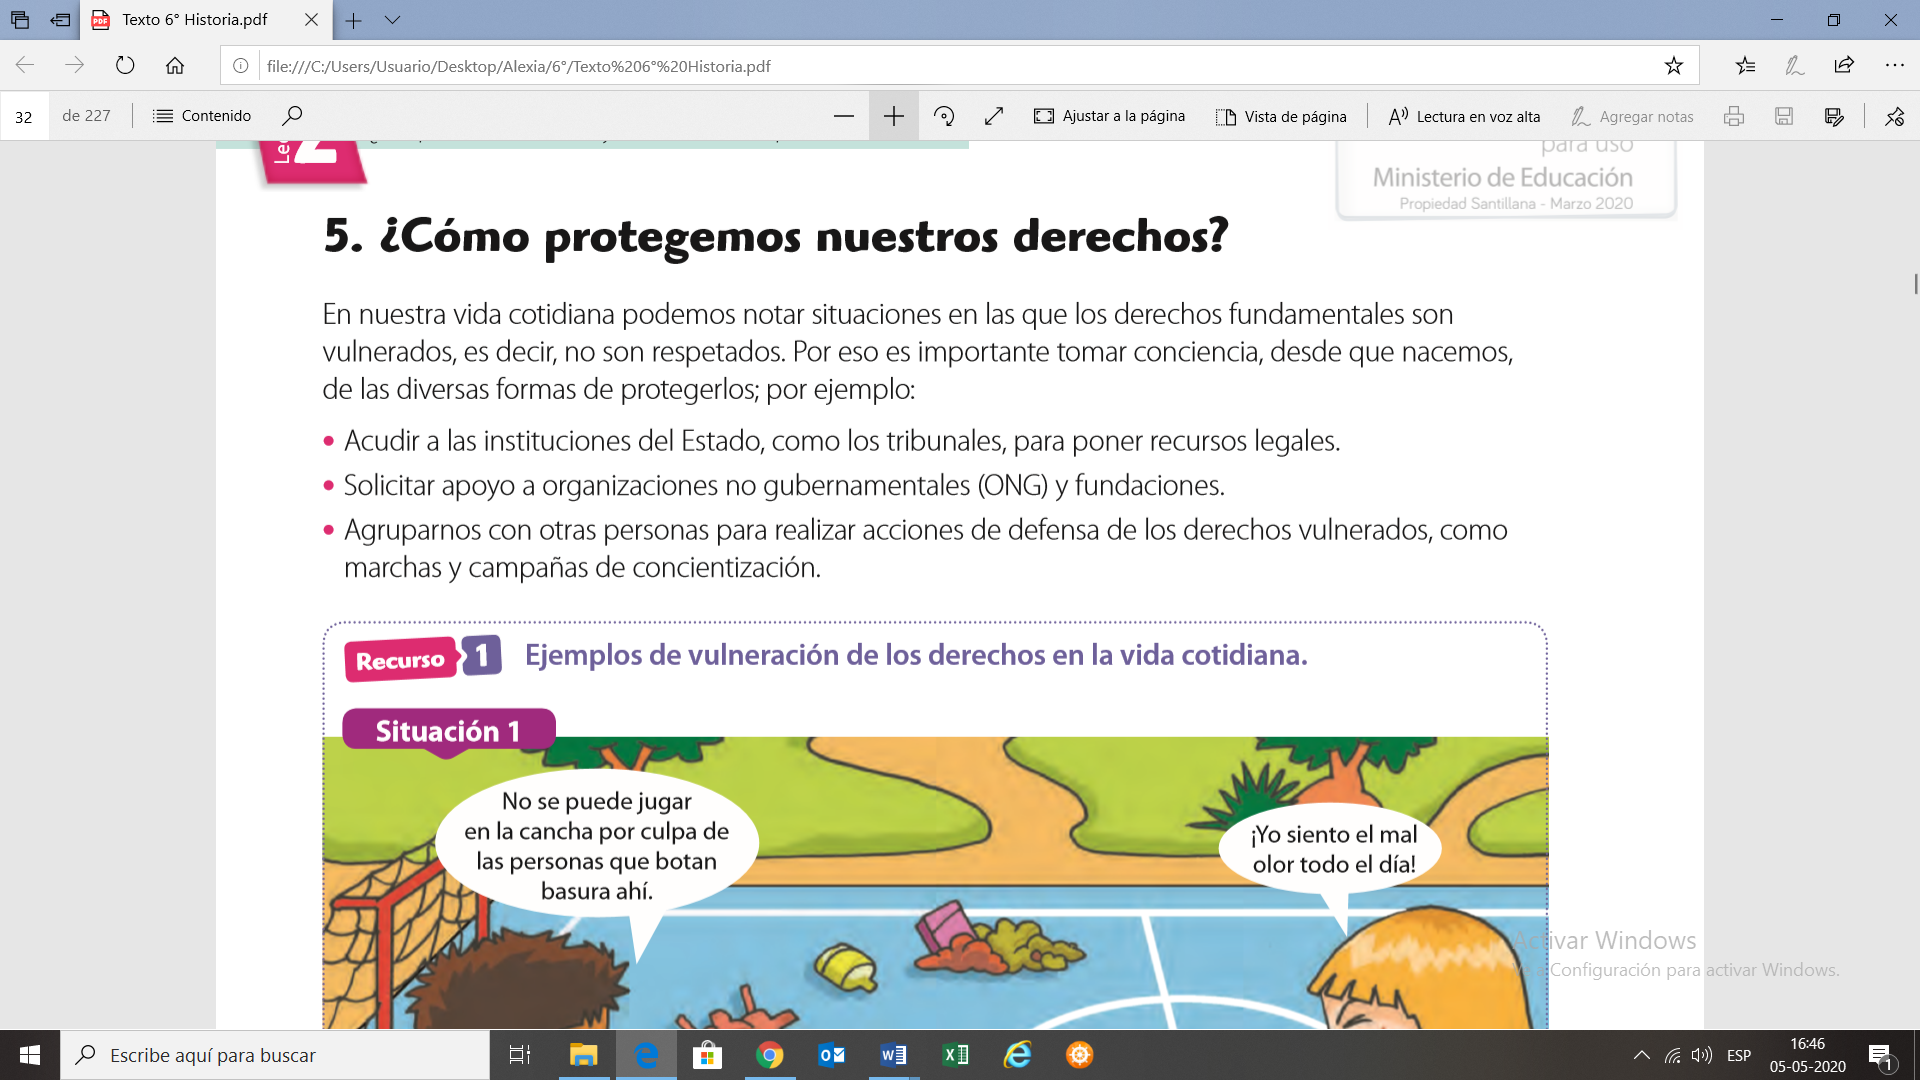 Texto 6° Historia.pdf
file:///C:/Users/Usuario/Desktop/Alexia/6°/Texto%206°%20Historia.pdf
32 de 227 Contenido Ajustar a la página Vista de página Lectura en voz alta Agregar notas
2
para uso
Ministerio de Educación
Propiedad Santillana - Marzo 2020
5. ¿Cómo protegemos nuestros derechos?
En nuestra vida cotidiana podemos notar situaciones en las que los derechos fundamentales son
vulnerados, es decir, no son respetados. Por eso es importante tomar conciencia, desde que nacemos,
de las diversas formas de protegerlos; por ejemplo:
• Acudir a las instituciones del Estado, como los tribunales, para poner recursos legales.
• Solicitar apoyo a organizaciones no gubernamentales (ONG) y fundaciones.
• Agruparnos con otras personas para realizar acciones de defensa de los derechos vulnerados, como
marchas y campañas de concientización.
Recurso 1 Ejemplos de vulneración de los derechos en la vida cotidiana.
Situación 1
No se puede jugar
en la cancha por culpa de
las personas que botan
basura ahí.
¡Yo siento el mal
olor todo el día!
Activar Windows
Configuración para activar Windows.
Escribe aquí para buscar
ESP
16:46
05-05-2020
1